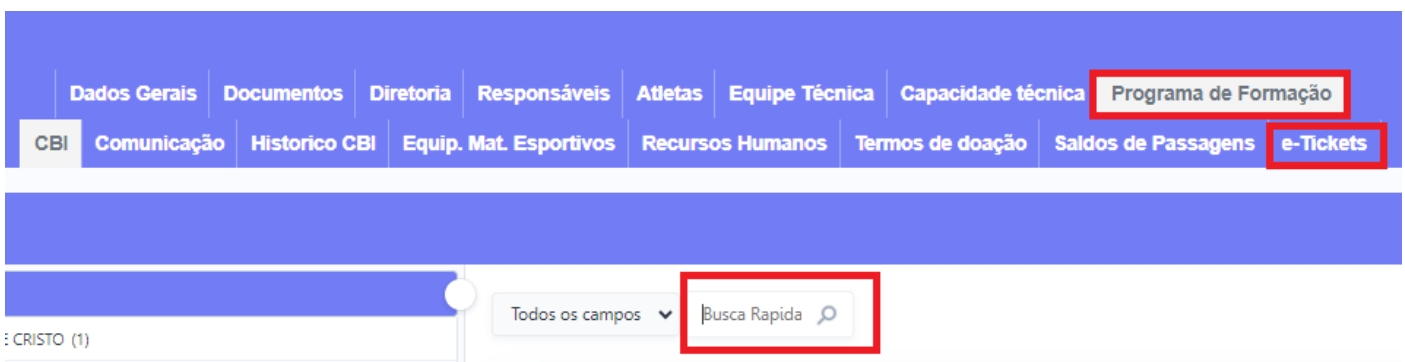 Dados Gerais Documentos Diretoria Responsáveis Atletas Equipe Técnica Capacidade técnica Programa de Formação
CBI Comunicação Historico CBI Equip. Mat. Esportivos Recursos Humanos Termos de doação Saldos de Passagens e-Tickets
Todos os campos Busca Rapida
E CRISTO (1)